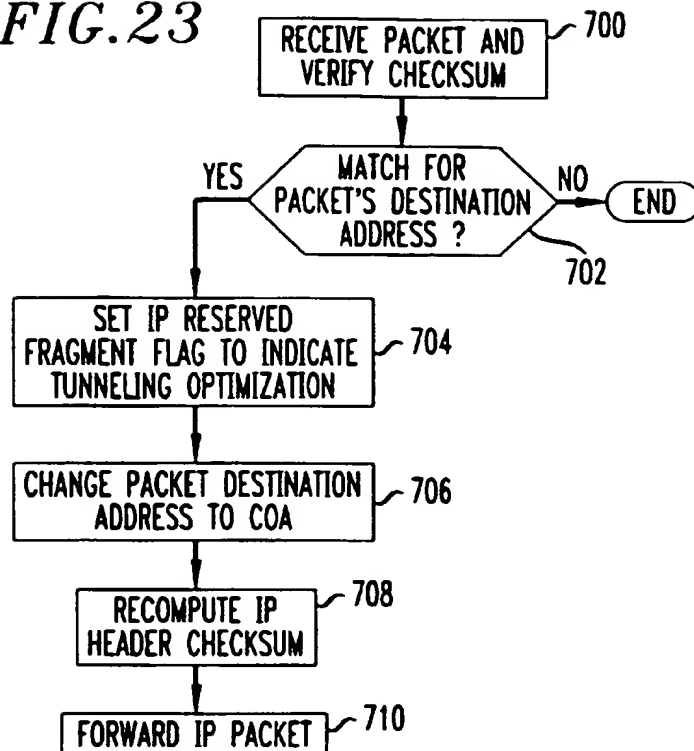 FIG.23
RECEIVE PACKET AND
VERIFY CHECKSUM
700
MATCH FOR
PACKET'S DESTINATION
ADDRESS ?
702
YES
NO
END
SET IP RESERVED
FRAGMENT FLAG TO INDICATE
TUNNELING OPTIMIZATION
704
CHANGE PACKET DESTINATION
ADDRESS TO COA
706
RECOMPUTE IP
HEADER CHECKSUM
708
FORWARD IP PACKET
710